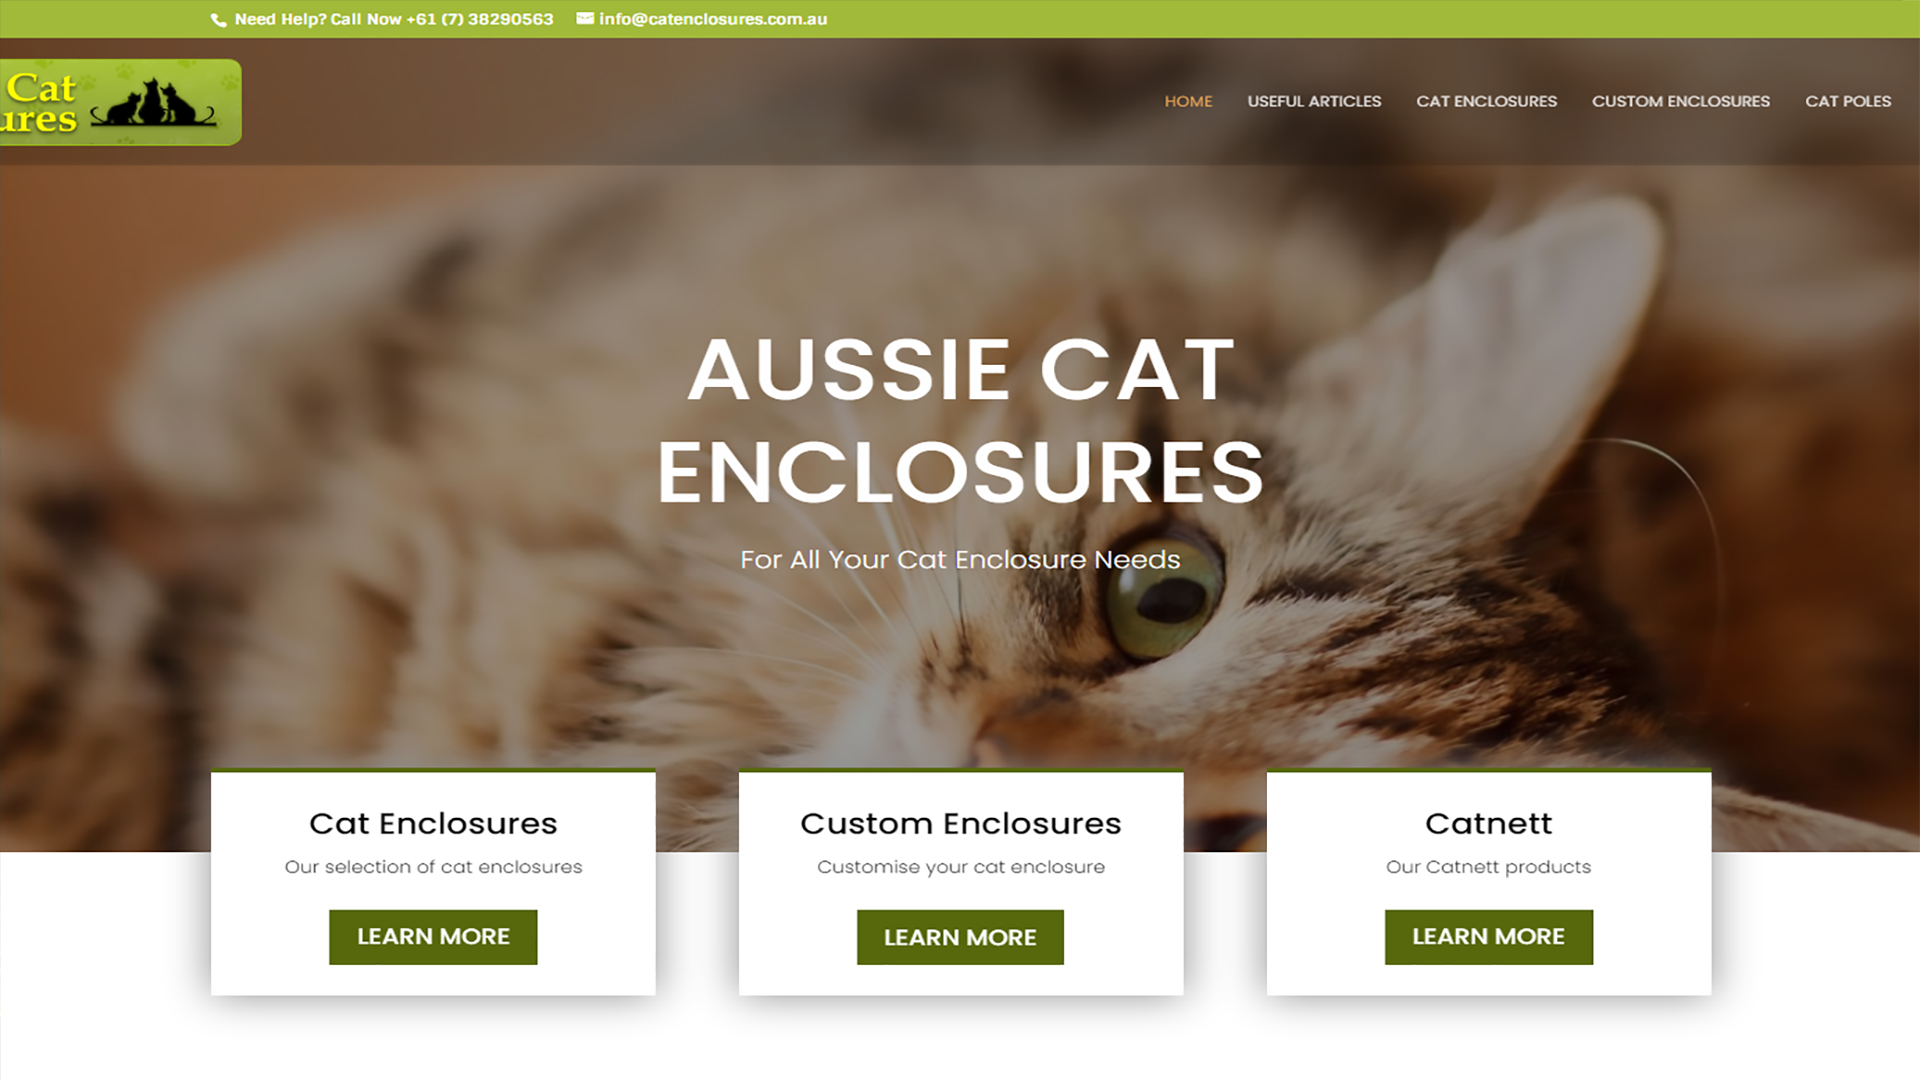 Need Help? Call Now +61 (7) 38290563 info@catenclosures.com.au
Cat
ures
HOME USEFUL ARTICLES CAT ENCLOSURES CUSTOM ENCLOSURES CAT POLES
AUSSIE CAT
ENCLOSURES
For All Your Cat Enclosure Needs
Cat Enclosures
Our selection of cat enclosures
LEARN MORE
Custom Enclosures
Customise your cat enclosure
LEARN MORE
Catnett
Our Catnett products
LEARN MORE